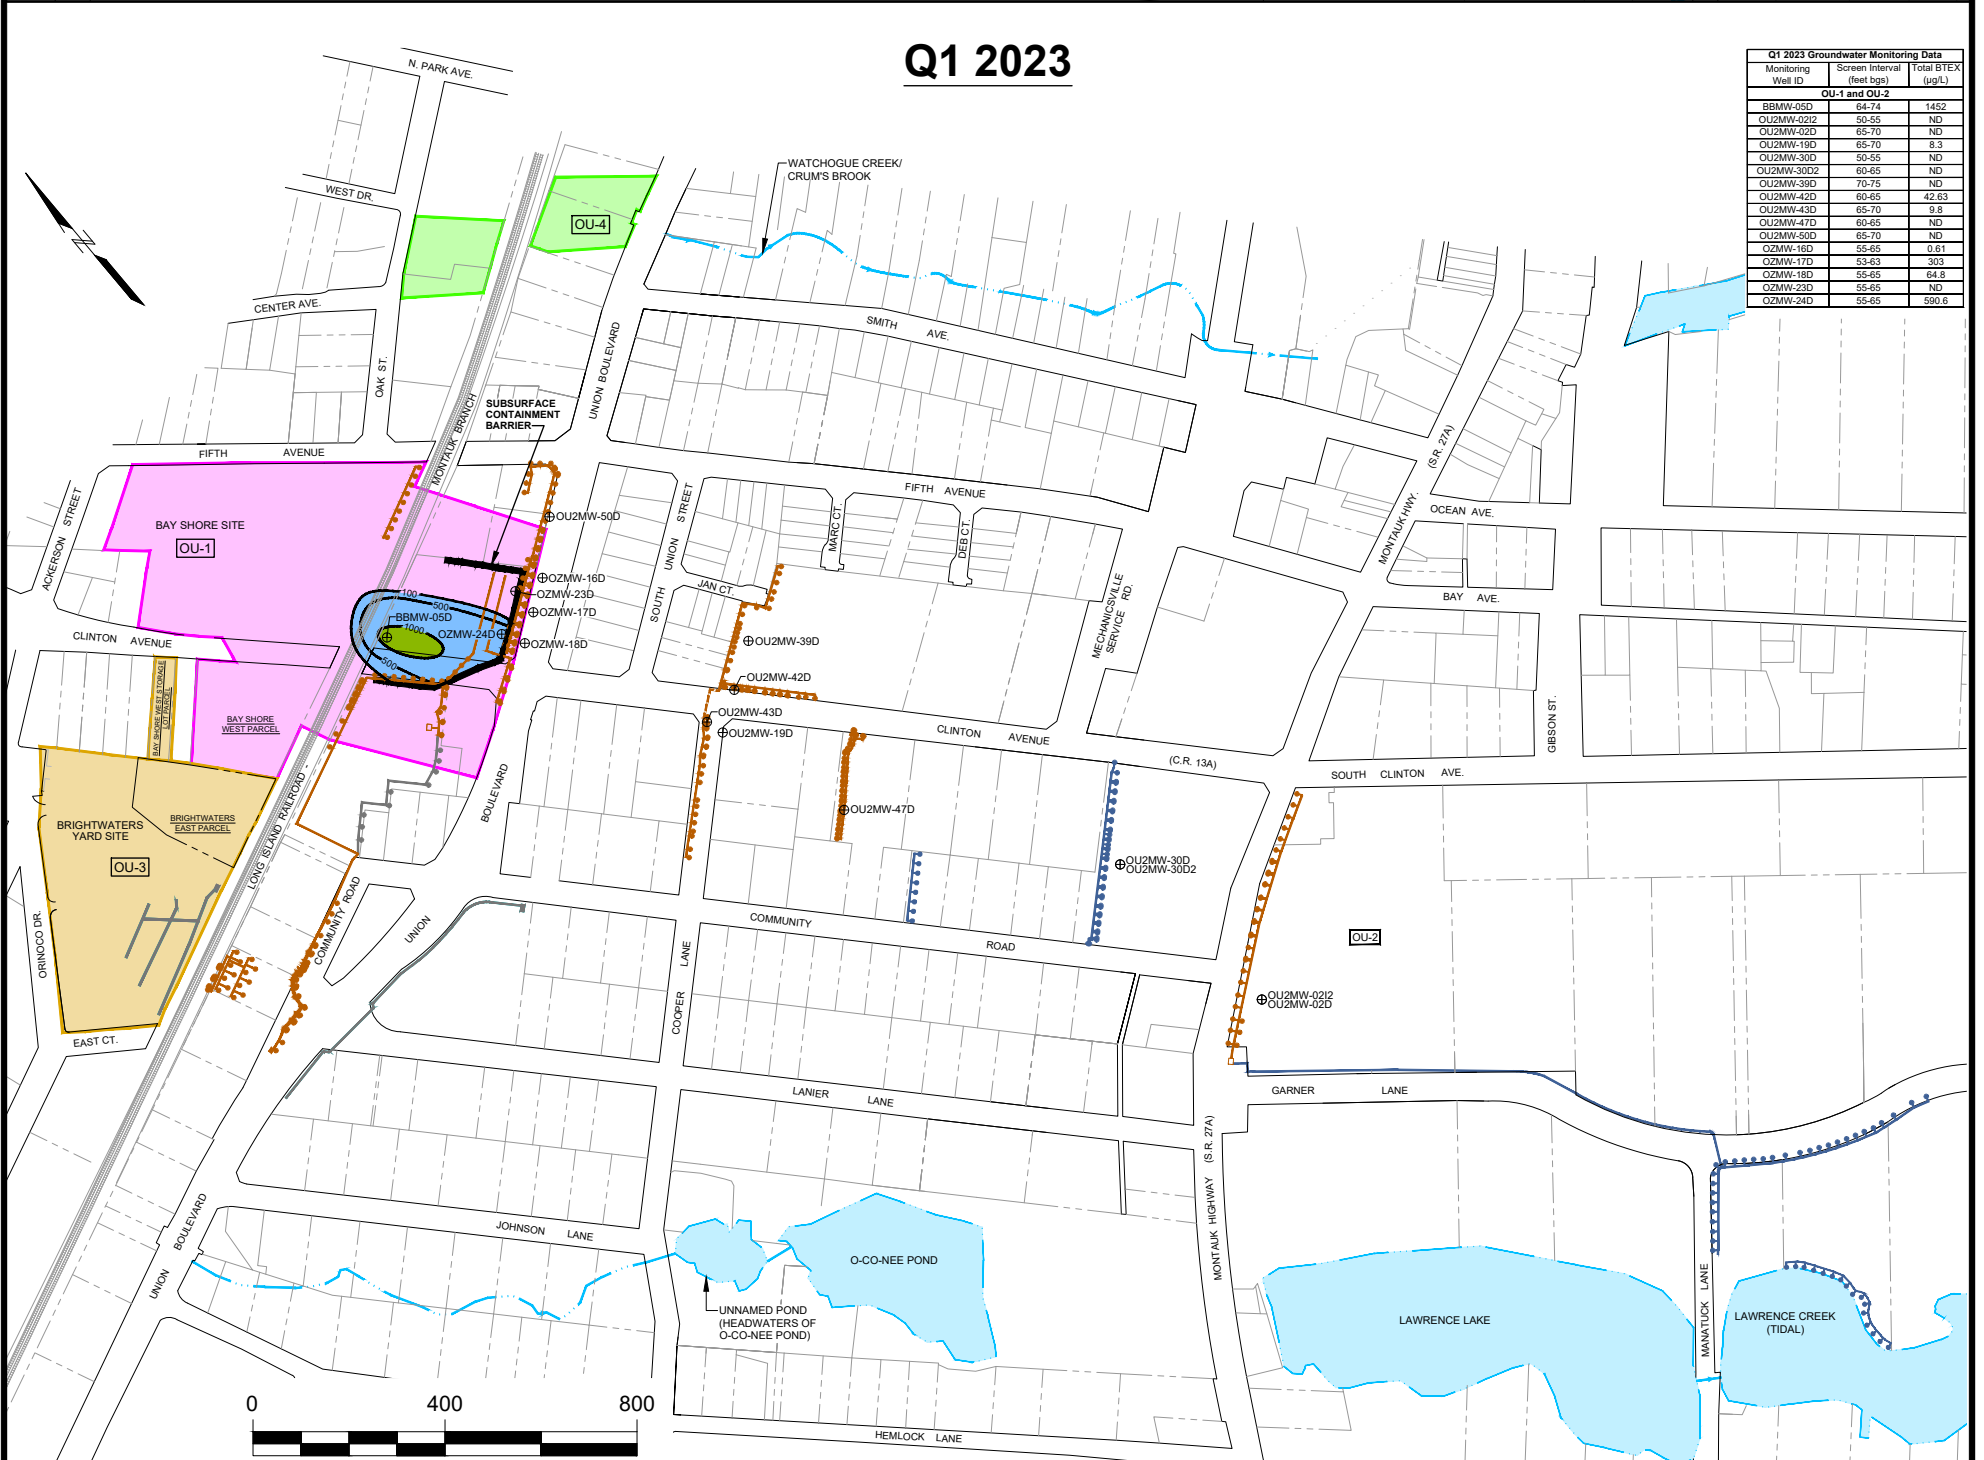 Q1 2023
Q1 2023 Groundwater Monitoring Data
Monitoring Well ID Screen Interval (feet bgs) Total BTEX (µg/L)
OU-1 and OU-2
BBMW-05D 64-74 1452
OU2MW-02I2 50-55 ND
OU2MW-02D 65-70 ND
OU2MW-19D 65-70 8.3
OU2MW-30D 50-55 ND
OU2MW-30D2 60-65 ND
OU2MW-39D 70-75 ND
OU2MW-42D 60-65 42.63
OU2MW-43D 65-70 9.8
OU2MW-47D 60-65 ND
OU2MW-50D 65-70 ND
OZMW-16D 55-65 0.61
OZMW-17D 53-63 303
OZMW-18D 55-65 64.8
OZMW-23D 55-65 ND
OZMW-24D 55-65 590.6
N. PARK AVE.
WATCHOGUE CREEK/
CRUM'S BROOK
N
WEST DR.
OU-4
CENTER AVE.
SMITH AVE.
OAK ST.
UNION BOULEVARD
MONTAUK BRANCH
SUBSURFACE
CONTAINMENT
BARRIER
FIFTH AVENUE
(S.R. 27A)
MONTAUK HWY.
FIFTH AVENUE
ACKERSON STREET
BAY SHORE SITE
OU-1
OU2MW-50D
SOUTH UNION STREET
MARC CT.
DEB CT.
OCEAN AVE.
OZMW-16D
OZMW-23D
OZMW-17D
OZMW-18D
OZMW-24D
BBMW-05D
100
500
1000
500
JAN CT.
MECHANICSVILLE
SERVICE RD.
BAY AVE.
CLINTON AVENUE
OU2MW-39D
OU2MW-42D
OU2MW-43D
OU2MW-19D
BAY SHORE WEST STORAGE
LOT PARCEL
BAY SHORE
WEST PARCEL
CLINTON AVENUE
(C.R. 13A)
GIBSON ST.
SOUTH CLINTON AVE.
LONG ISLAND RAILROAD -
BOULEVARD
BRIGHTWATERS
YARD SITE
BRIGHTWATERS
EAST PARCEL
OU-3
OU2MW-47D
OU2MW-30D
OU2MW-30D2
ORINOCO DR.
COMMUNITY ROAD
UNION
COMMUNITY ROAD
COOPER LANE
OU-2
OU2MW-02I2
OU2MW-02D
EAST CT.
LANIER LANE
GARNER LANE
MONTAUK HIGHWAY (S.R. 27A)
UNION BOULEVARD
JOHNSON LANE
O-CO-NEE POND
UNNAMED POND
(HEADWATERS OF
O-CO-NEE POND)
LAWRENCE LAKE
MANATUCK LANE
LAWRENCE CREEK
(TIDAL)
0 400 800
HEMLOCK LANE